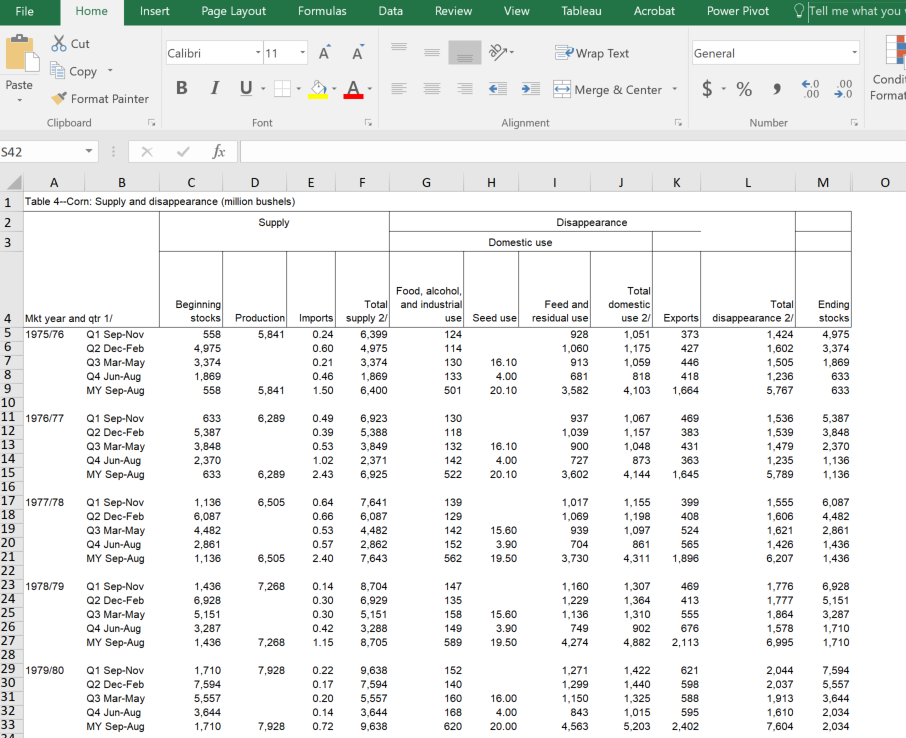 File Home Insert Page Layout Formulas Data Review View Tableau Acrobat Power Pivot Tell me what you
Cut
Calibri 11 A A Wrap Text General
Copy
Paste Format Painter B I U A Merge & Center $ % , .0 .00 .00 .0 Condi
Format
Clipboard Font Alignment Number
S42 fx
A B C D E F G H I J K L M O
1 Table 4--Corn: Supply and disappearance (million bushels)
2 Supply Disappearance
3 Domestic use
Food, alcohol,
Beginning Total and industrial Feed and Total domestic Total Ending
4 Mkt year and qtr 1/ stocks Production Imports supply 2/ use Seed use residual use use 2/ Exports disappearance 2/ stocks
5 1975/76 Q1 Sep-Nov 558 5,841 0.24 6,399 124 928 1,051 373 1,424 4,975
6 Q2 Dec-Feb 4,975 0.60 4,975 114 1,060 1,175 427 1,602 3,374
7 Q3 Mar-May 3,374 0.21 3,374 130 16.10 913 1,059 446 1,505 1,869
8 Q4 Jun-Aug 1,869 0.46 1,869 133 4.00 681 818 418 1,236 633
9 MY Sep-Aug 558 5,841 1.50 6,400 501 20.10 3,582 4,103 1,664 5,767 633
10
11 1976/77 Q1 Sep-Nov 633 6,289 0.49 6,923 130 937 1,067 469 1,536 5,387
12 Q2 Dec-Feb 5,387 0.39 5,388 118 1,039 1,157 383 1,539 3,848
13 Q3 Mar-May 3,848 0.53 3,849 132 16.10 900 1,048 431 1,479 2,370
14 Q4 Jun-Aug 2,370 1.02 2,371 142 4.00 727 873 363 1,235 1,136
15 MY Sep-Aug 633 6,289 2.43 6,925 522 20.10 3,602 4,144 1,645 5,789 1,136
16
17 1977/78 Q1 Sep-Nov 1,136 6,505 0.64 7,641 139 1,017 1,155 399 1,555 6,087
18 Q2 Dec-Feb 6,087 0.66 6,087 129 1,069 1,198 408 1,606 4,482
19 Q3 Mar-May 4,482 0.53 4,482 142 15.60 939 1,097 524 1,621 2,861
20 Q4 Jun-Aug 2,861 0.57 2,862 152 3.90 704 861 565 1,426 1,436
21 MY Sep-Aug 1,136 6,505 2.40 7,643 562 19.50 3,730 4,311 1,896 6,207 1,436
22
23 1978/79 Q1 Sep-Nov 1,436 7,268 0.14 8,704 147 1,160 1,307 469 1,776 6,928
24 Q2 Dec-Feb 6,928 0.30 6,929 135 1,229 1,364 413 1,777 5,151
25 Q3 Mar-May 5,151 0.30 5,151 158 15.60 1,136 1,310 555 1,864 3,287
26 Q4 Jun-Aug 3,287 0.42 3,288 149 3.90 749 902 676 1,578 1,710
27 MY Sep-Aug 1,436 7,268 1.15 8,705 589 19.50 4,274 4,882 2,113 6,995 1,710
28
29 1979/80 Q1 Sep-Nov 1,710 7,928 0.22 9,638 152 1,271 1,422 621 2,044 7,594
30 Q2 Dec-Feb 7,594 0.17 7,594 140 1,299 1,440 598 2,037 5,557
31 Q3 Mar-May 5,557 0.20 5,557 160 16.00 1,150 1,325 588 1,913 3,644
32 Q4 Jun-Aug 3,644 0.14 3,644 168 4.00 843 1,015 595 1,610 2,034
33 MY Sep-Aug 1,710 7,928 0.72 9,638 620 20.00 4,563 5,203 2,402 7,604 2,034